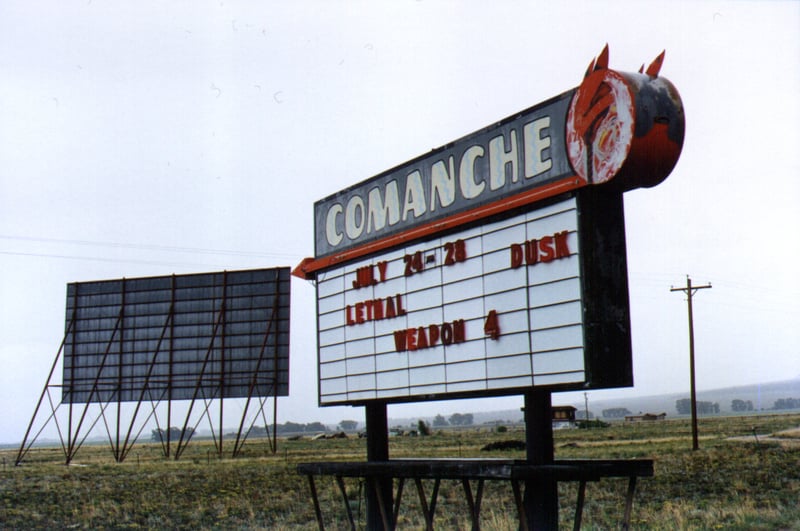 COMANCHE
JULY 24-28 DUSK
LETHAL
WEAPON 4